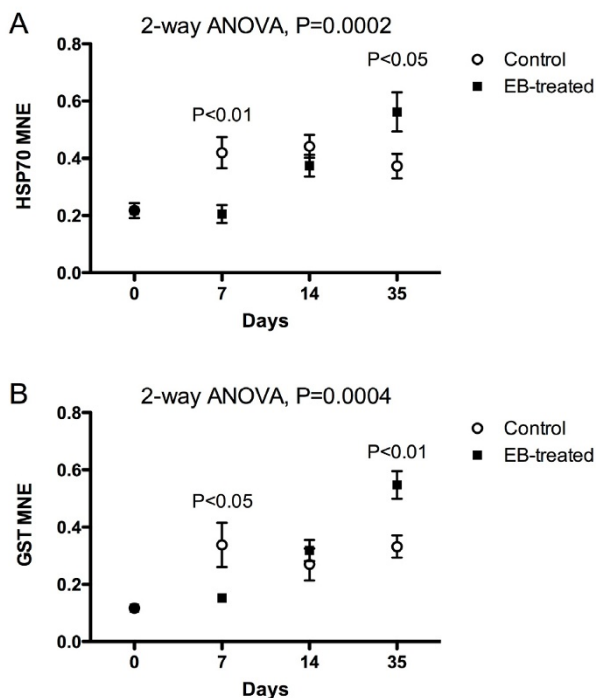 A
2-way ANOVA, P=0.0002
Control
EB-treated
P<0.05
P<0.01
HSP70 MNE
0.8
0.6
0.4
0.2
0.0
0 7 14 35
Days
B
2-way ANOVA, P=0.0004
Control
EB-treated
P<0.01
P<0.05
GST MNE
0.8
0.6
0.4
0.2
0.0
0 7 14 35
Days